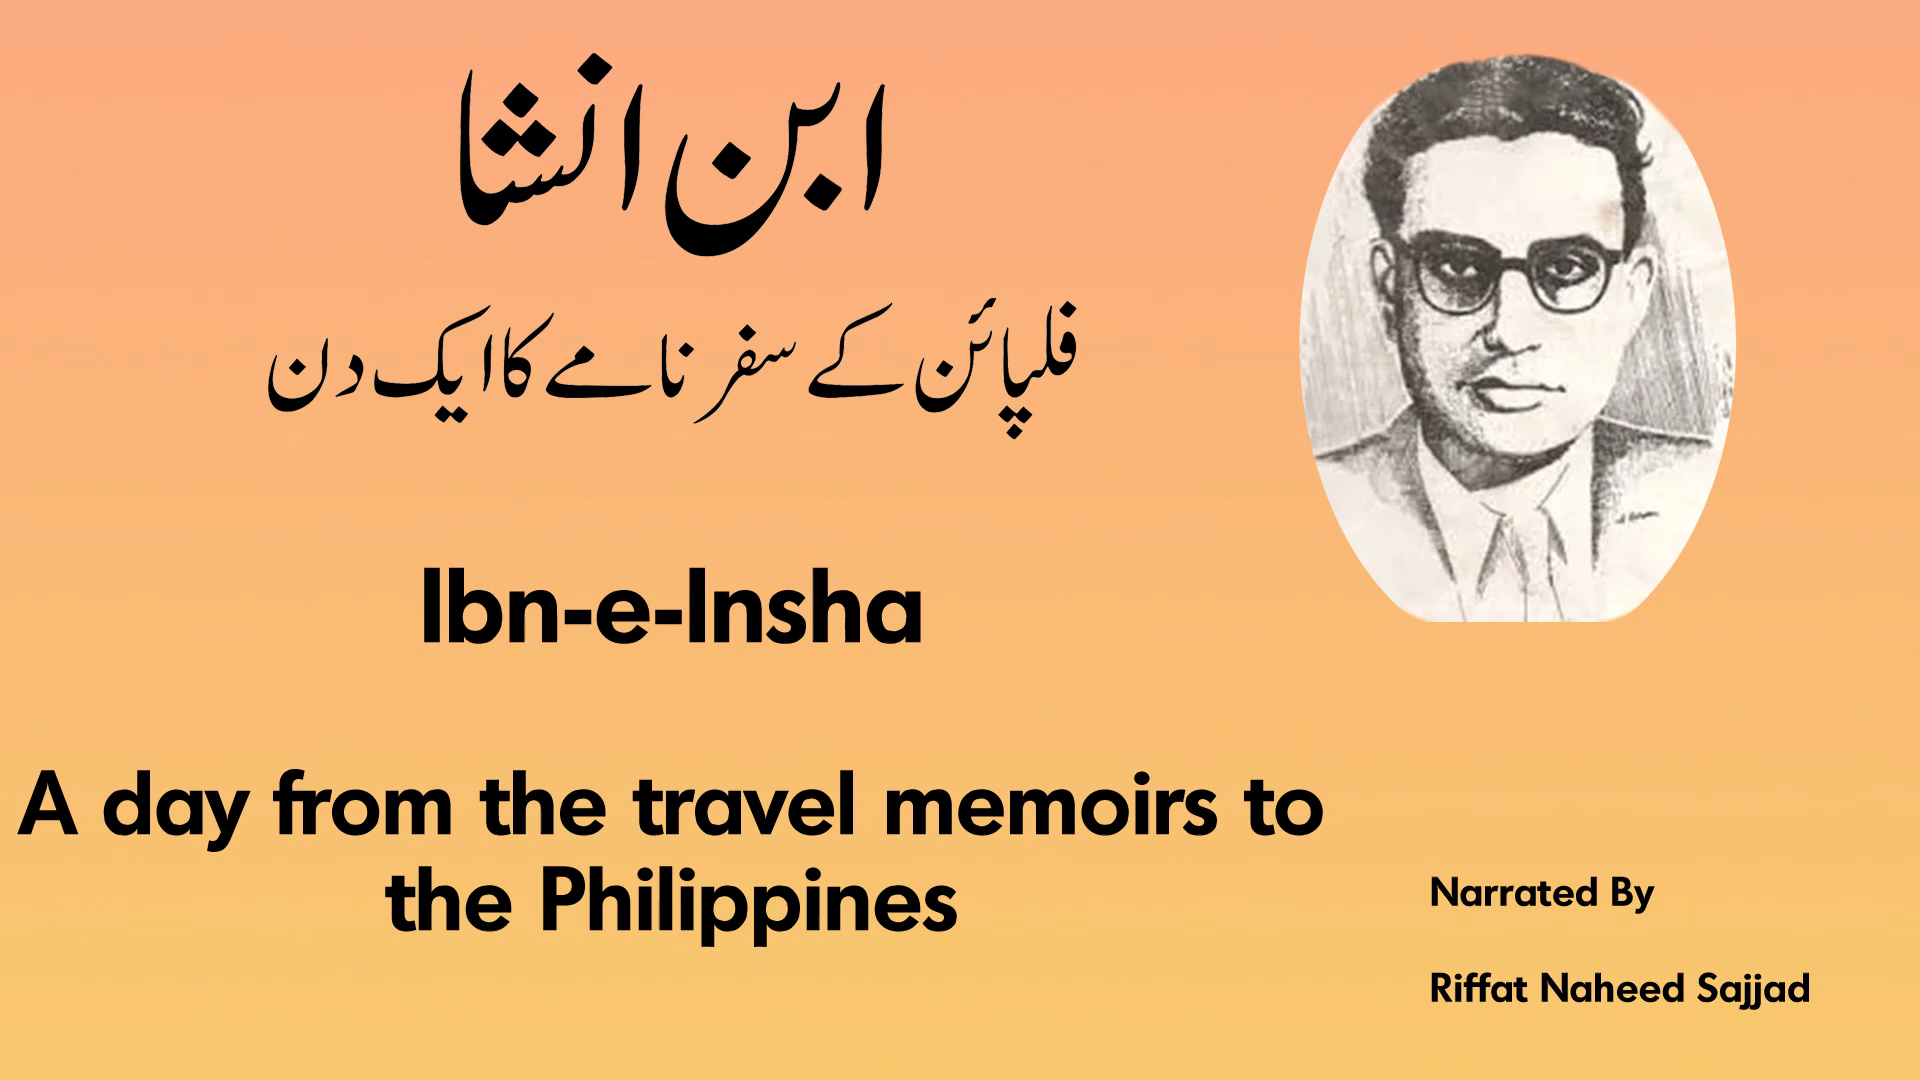 ابن انشا
فلپائن کے سفر نامے کا ایک دن
Ibn-e-Insha
A day from the travel memoirs to
the Philippines
Narrated By
Riffat Naheed Sajjad